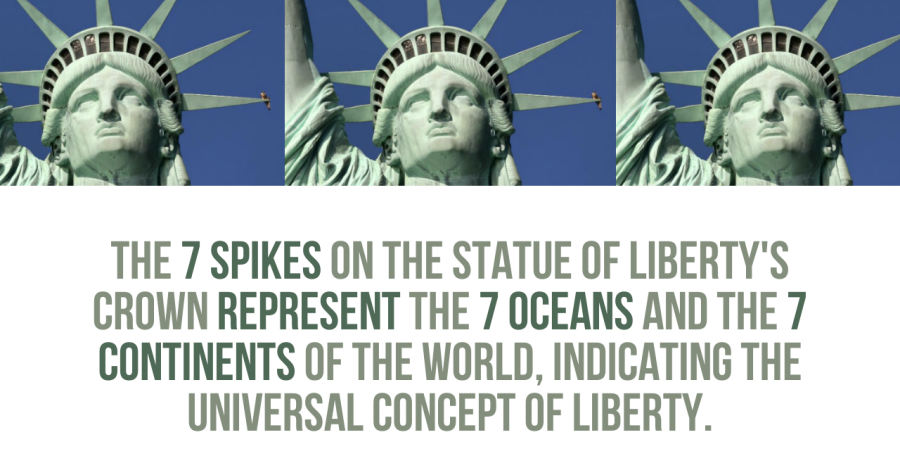 THE 7 SPIKES ON THE STATUE OF LIBERTY'S
CROWN REPRESENT THE 7 OCEANS AND THE 7
CONTINENTS OF THE WORLD, INDICATING THE
UNIVERSAL CONCEPT OF LIBERTY.